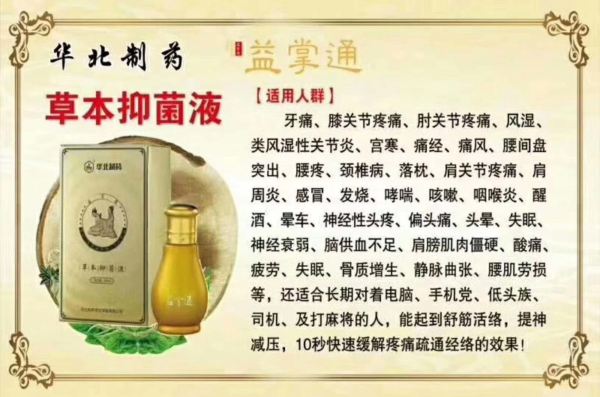 华北制药
益掌通
草本抑菌液
【适用人群】
牙痛、膝关节疼痛、肘关节疼痛、风湿、
类风湿性关节炎、宫寒、痛经、痛风、腰间盘
突出、腰疼、颈椎病、落枕、肩关节疼痛、肩
周炎、感冒、发烧、哮喘、咳嗽、咽喉炎、醒
酒、晕车、神经性头疼、偏头痛、头晕、失眠、
神经衰弱、脑供血不足、肩膀肌肉僵硬、酸痛、
疲劳、失眠、骨质增生、静脉曲张、腰肌劳损
等，还适合长期对着电脑、手机党、低头族、
司机、及打麻将的人，能起到舒筋活络，提神
减压，10秒快速缓解疼痛疏通经络的效果！
华北制药
草本抑菌液
益掌通